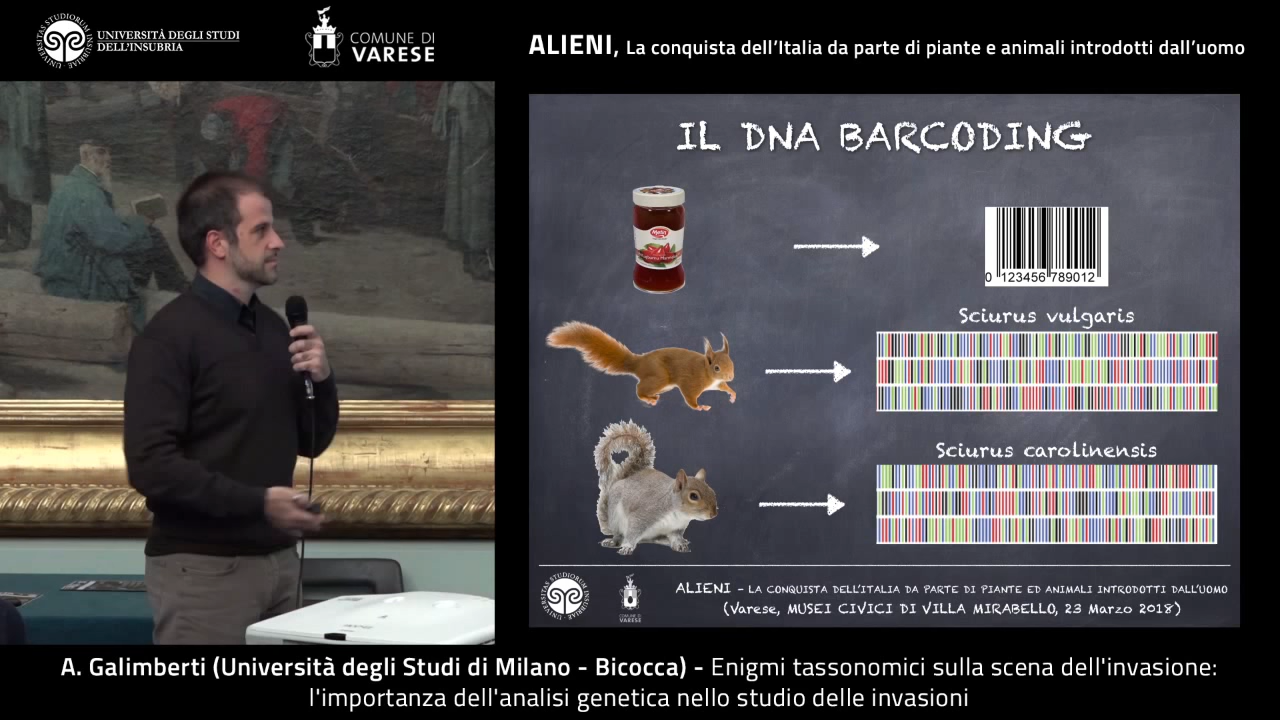 UNIVERSITÀ DEGLI STUDI
DELL'INSUBRIA
COMUNE DI
VARESE
ALIENI, La conquista dell'Italia da parte di piante e animali introdotti dall'uomo
IL DNA BARCODING
0 123456 789012
Sciurus vulgaris
Sciurus carolinensis
COMUNE DI
VARESE
ALIENI - LA CONQUISTA DELL'ITALIA DA PARTE DI PIANTE ED ANIMALI INTRODOTTI DALL'UOMO
(Varese, MUSEI CIVICI DI VILLA MIRABELLO, 23 Marzo 2018)
A. Galimberti (Università degli Studi di Milano - Bicocca) - Enigmi tassonomici sulla scena dell'invasione:
l'importanza dell'analisi genetica nello studio delle invasioni